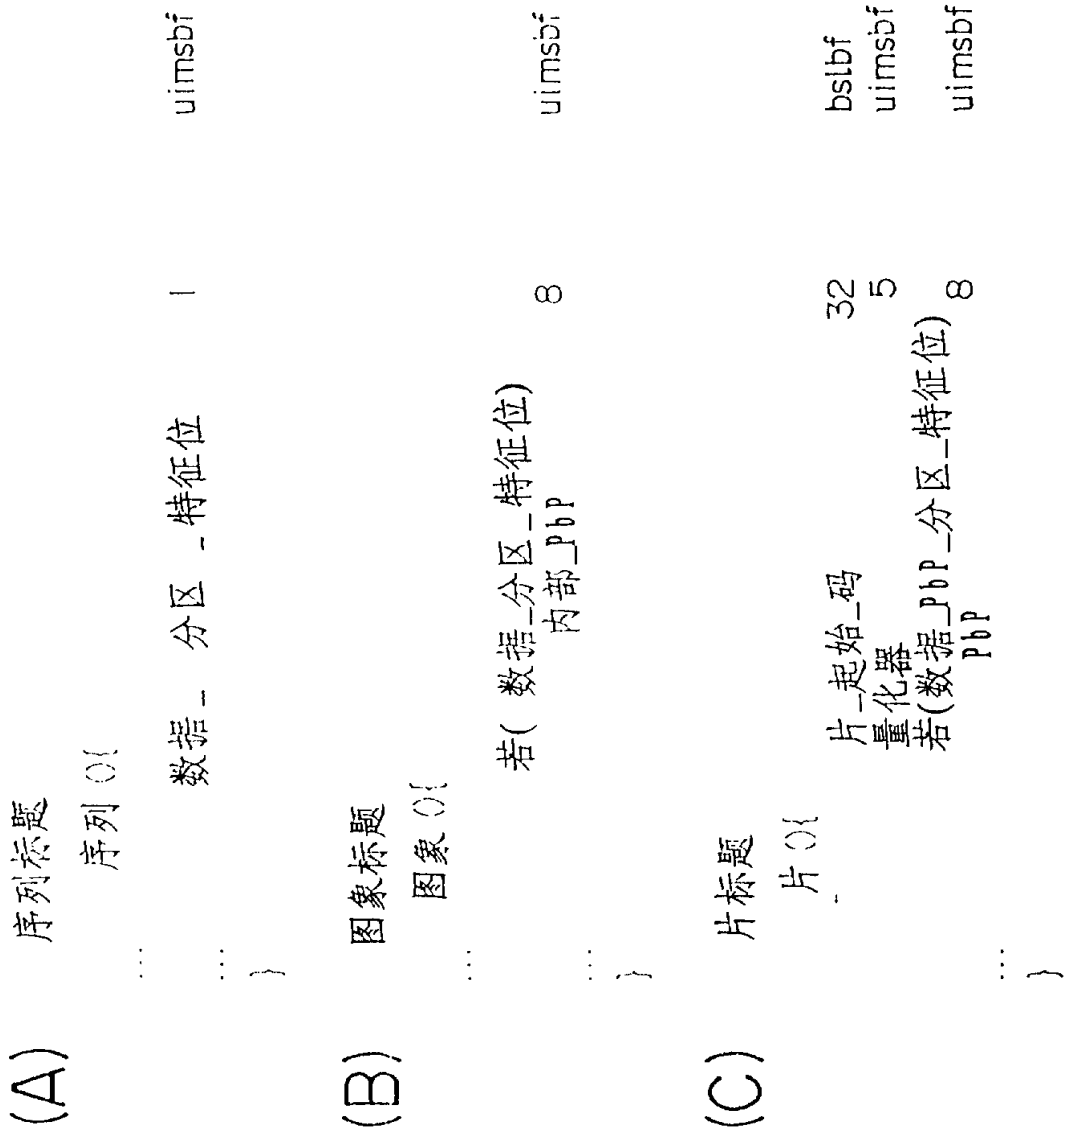 (A) 序列标题
序列 (){
...
数据_ 分区 _特征位 1 uimsbf
...
}
(B) 图象标题
图象 (){
...
若( 数据_分区_特征位)
内部_PbP 8 uimsbf
...
}
(C) 片标题
片 (){
片_起始_码 32 bslbf
量化器 5 uimsbf
若(数据_PbP_分区_特征位)
PbP 8 uimsbf
...
}